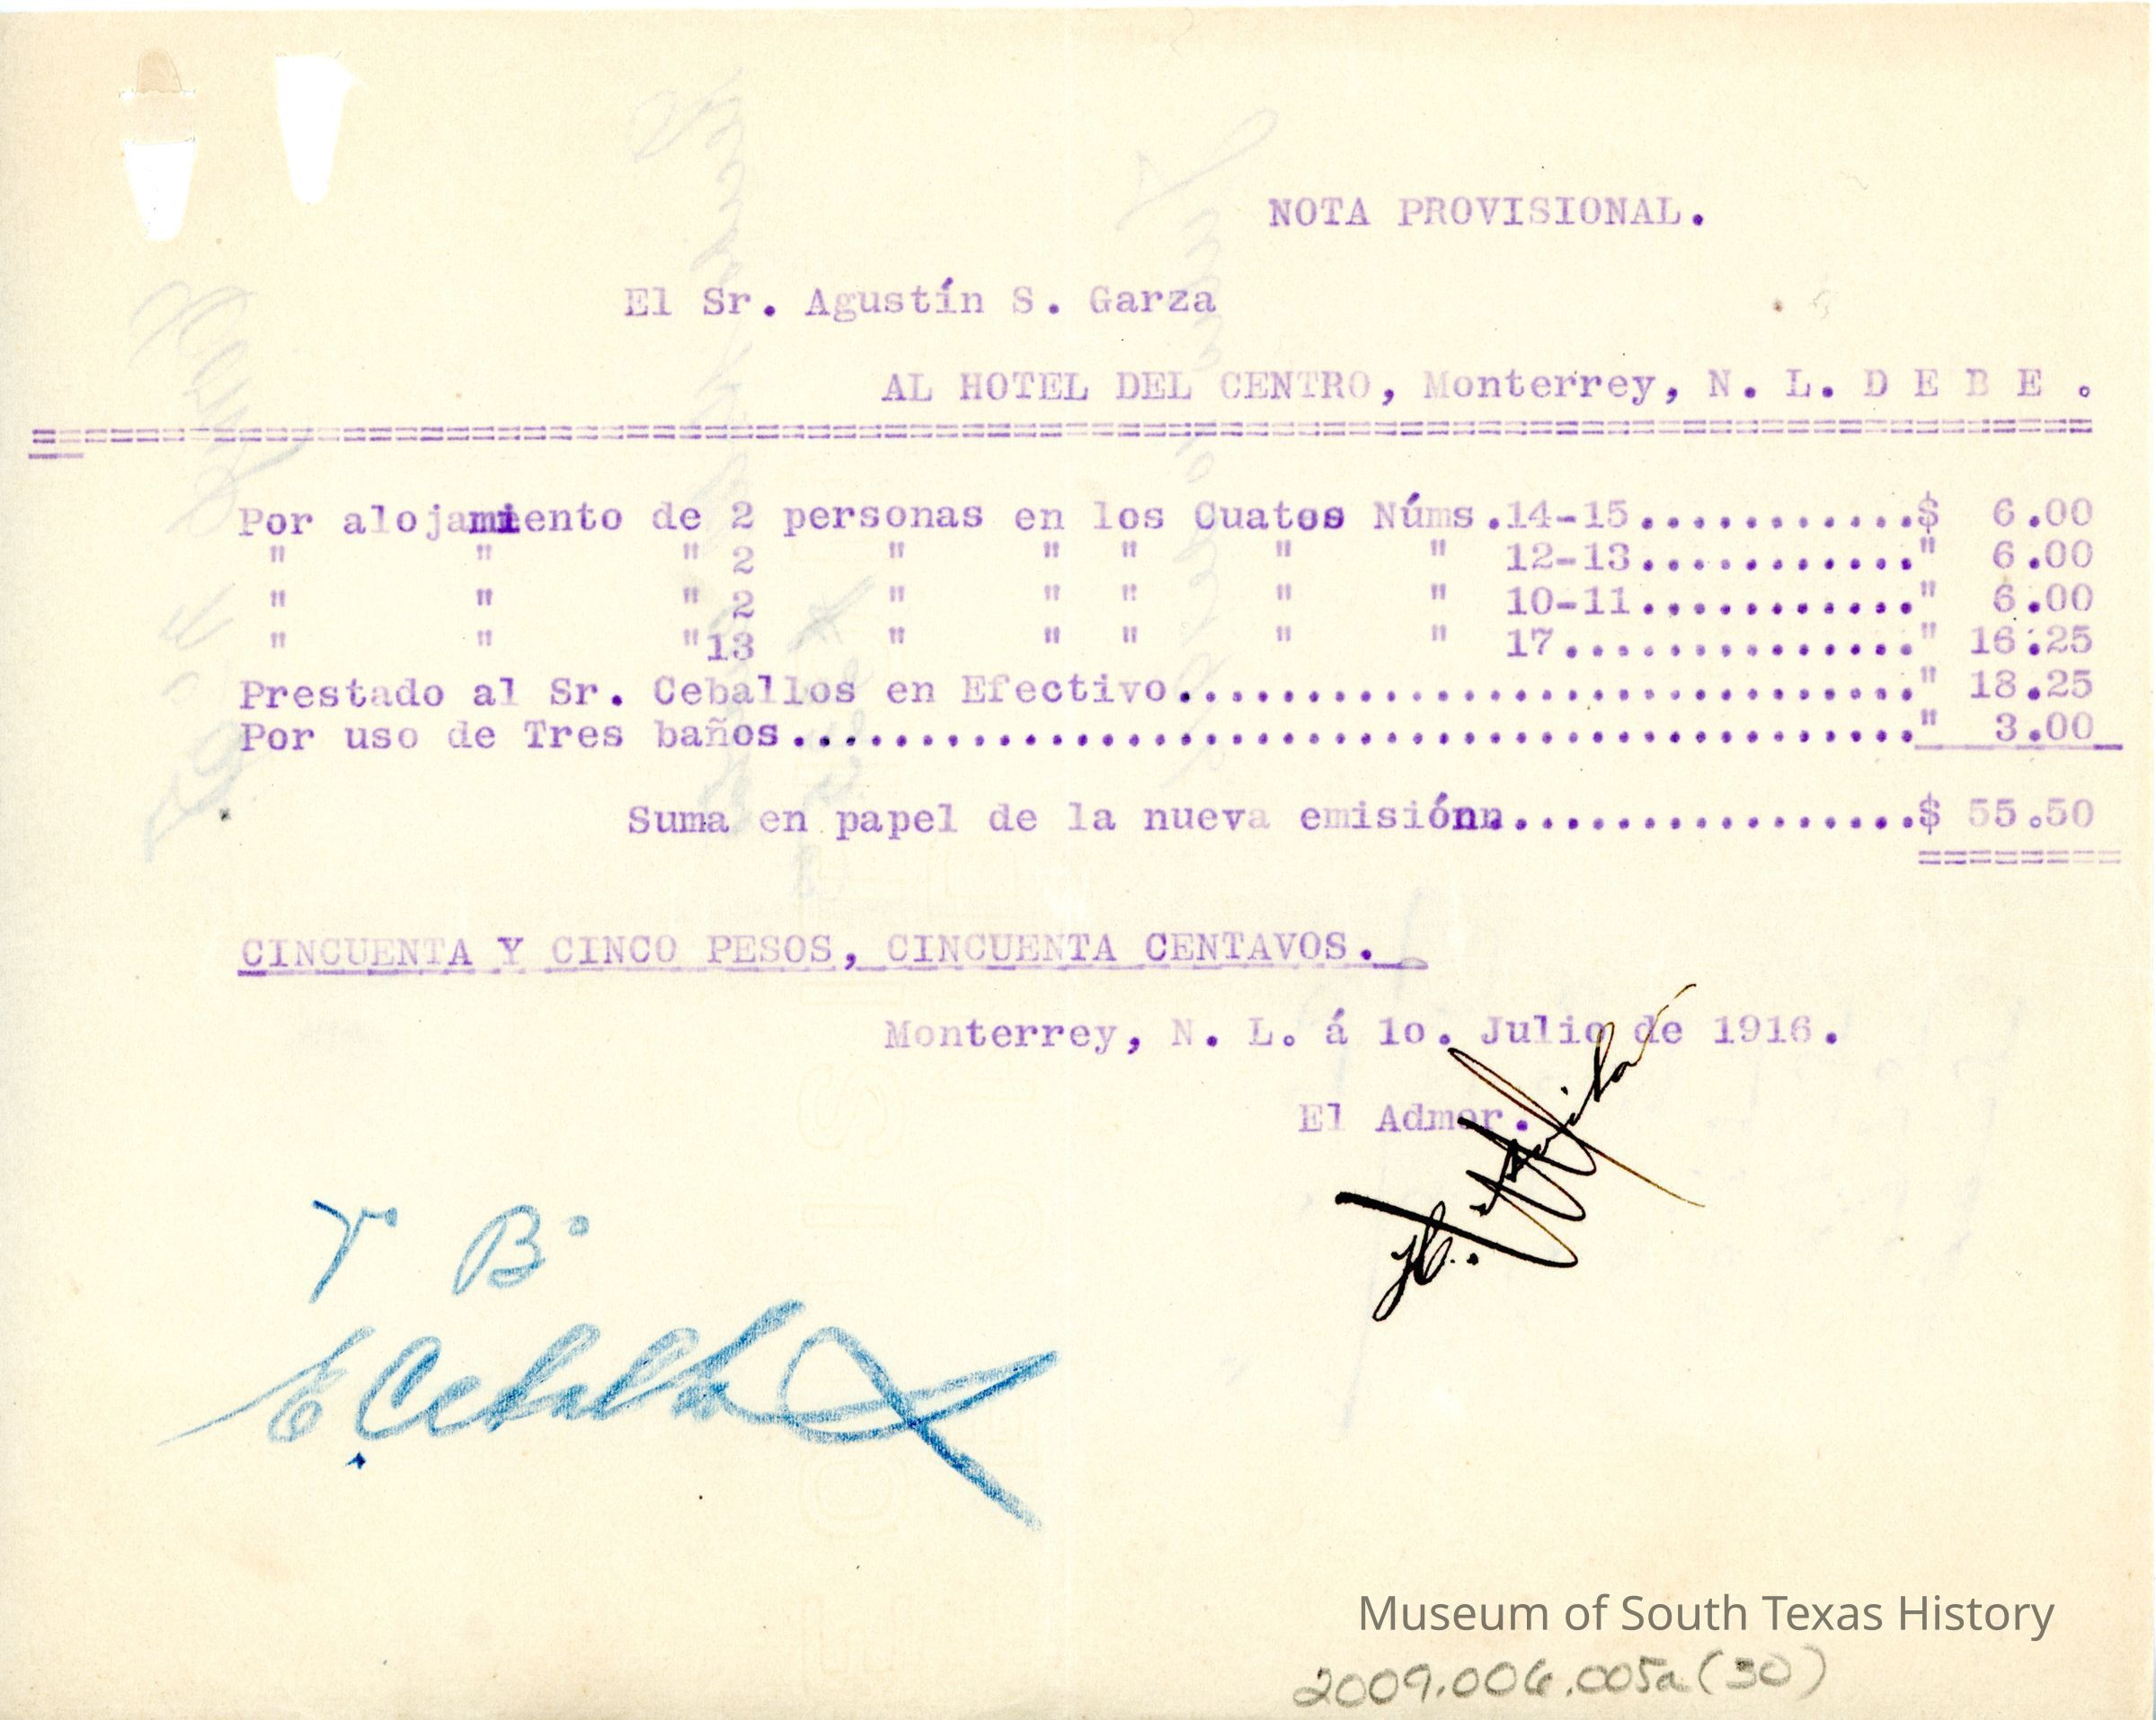 NOTA PROVISIONAL.
El Sr. Agustín S. Garza
AL HOTEL DEL CENTRO, Monterrey, N. L. D E B E .
Por alojamiento de 2 personas en los Cuatos Núms.14-15...........$ 6.00
" " " 2 " " " " " 12-13..........." 6.00
" " " 2 " " " " " 10-11..........." 6.00
" " "13 " " " " " 17.............." 16.25
Prestado al Sr. Ceballos en Efectivo............................." 18.25
Por uso de Tres baños............................................" 3.00
Suma en papel de la nueva emisiónn................$ 55.50
CINCUENTA Y CINCO PESOS, CINCUENTA CENTAVOS.
Monterrey, N. L. á 1o. Julio de 1916.
El Admor.
V° B°
E. Ceballos
Museum of South Texas History
2009.006.005a(30)